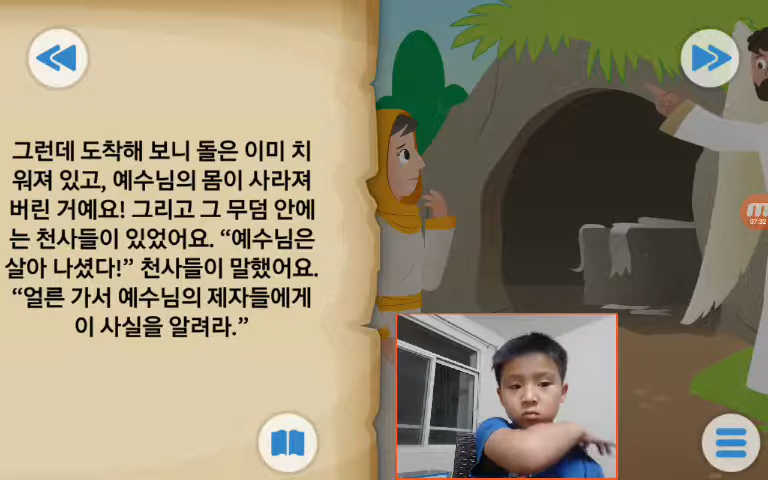 그런데 도착해 보니 돌은 이미 치
워져 있고, 예수님의 몸이 사라져
버린 거예요! 그리고 그 무덤 안에
는 천사들이 있었어요. “예수님은
살아 나셨다!” 천사들이 말했어요.
“얼른 가서 예수님의 제자들에게
이 사실을 알려라.”
07:32